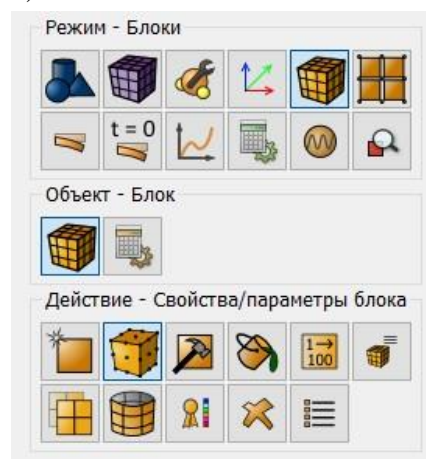 Режим - Блоки
t = 0
Объект - Блок
Действие - Свойства/параметры блока
1→
100